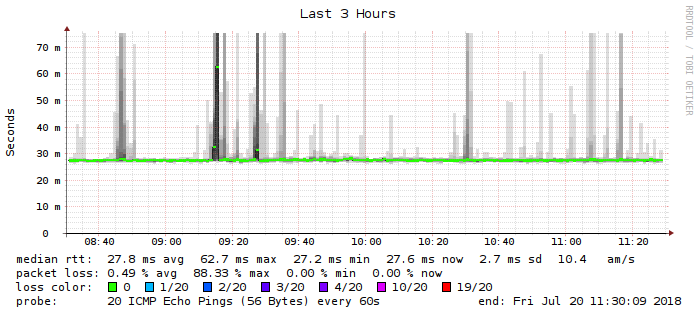 Last 3 Hours
RRDTOOL / TOBI OETIKER
Seconds
70 m
60 m
50 m
40 m
30 m
20 m
10 m
0
08:40 09:00 09:20 09:40 10:00 10:20 10:40 11:00 11:20
median rtt: 27.8 ms avg 62.7 ms max 27.2 ms min 27.6 ms now 2.7 ms sd 10.4 am/s
packet loss: 0.49 % avg 88.33 % max 0.00 % min 0.00 % now
loss color: 0 1/20 2/20 3/20 4/20 10/20 19/20
probe: 20 ICMP Echo Pings (56 Bytes) every 60s end: Fri Jul 20 11:30:09 2018